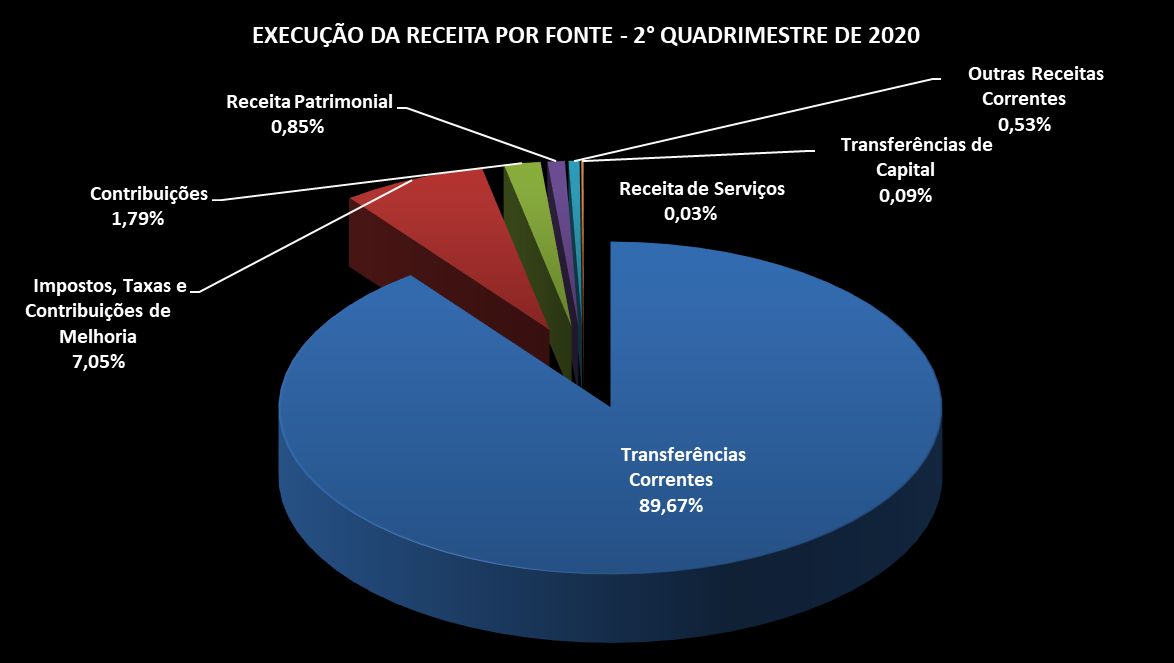 EXECUÇÃO DA RECEITA POR FONTE - 2° QUADRIMESTRE DE 2020
Outras Receitas
Correntes
0,53%
Receita Patrimonial
0,85%
Transferências de
Capital
0,09%
Receita de Serviços
0,03%
Contribuições
1,79%
Impostos, Taxas e
Contribuições de
Melhoria
7,05%
Transferências
Correntes
89,67%